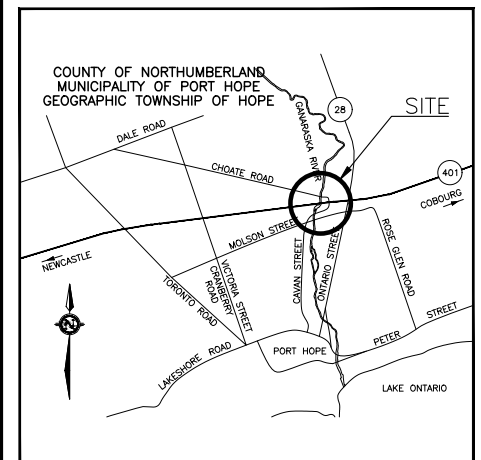 COUNTY OF NORTHUMBERLAND
MUNICIPALITY OF PORT HOPE
GEOGRAPHIC TOWNSHIP OF HOPE
SITE
28
GANARASKA RIVER
DALE ROAD
CHOATE ROAD
401
COBOURG
MOLSON STREET
NEWCASTLE
TORONTO ROAD
VICTORIA STREET
CRANBERRY ROAD
CAVAN STREET
ONTARIO STREET
ROSE GLEN ROAD
N
LAKESHORE ROAD
PORT HOPE
PETER STREET
LAKE ONTARIO